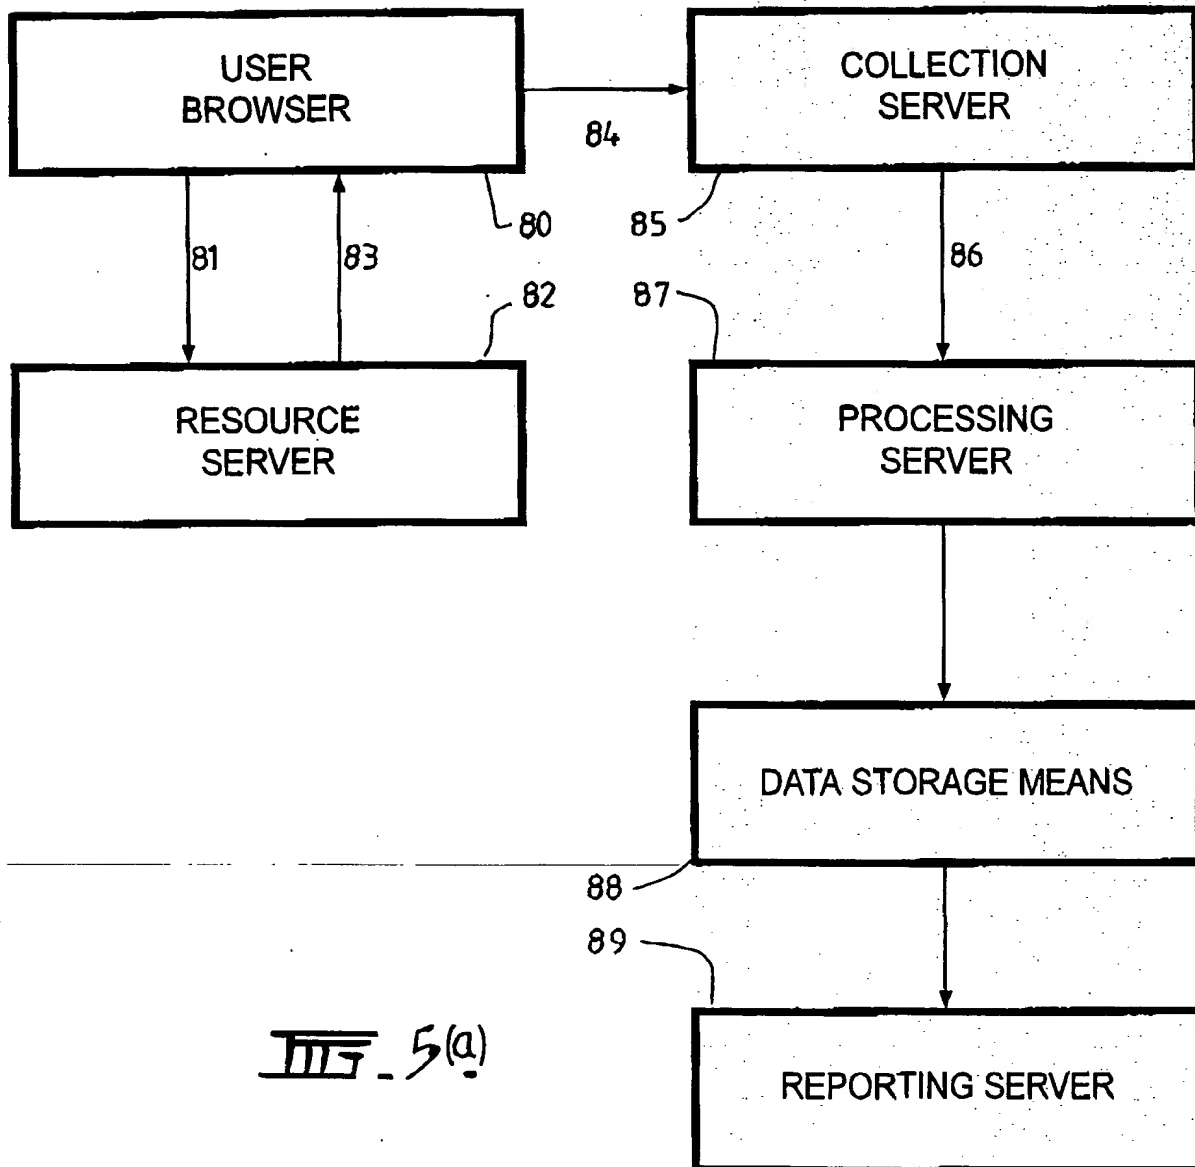 USER
BROWSER
COLLECTION
SERVER
84
80
85
81
83
86
82
87
RESOURCE
SERVER
PROCESSING
SERVER
DATA STORAGE MEANS
88
89
FIG. 5(a)
REPORTING SERVER